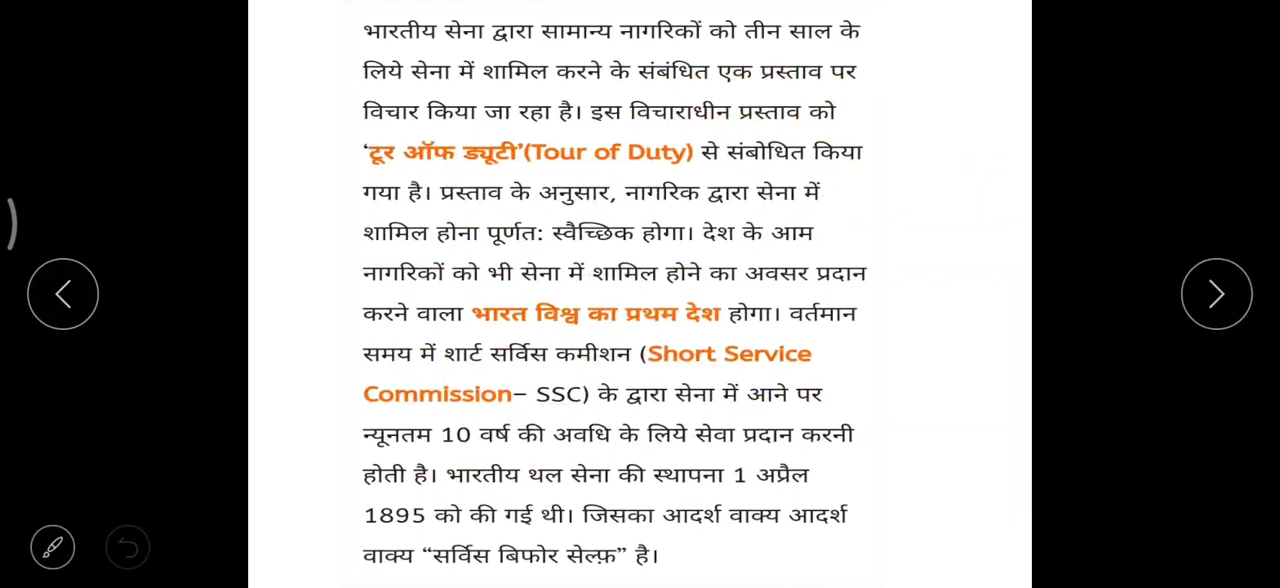 भारतीय सेना द्वारा सामान्य नागरिकों को तीन साल के
लिये सेना में शामिल करने के संबंधित एक प्रस्ताव पर
विचार किया जा रहा है। इस विचाराधीन प्रस्ताव को
‘टूर ऑफ ड्यूटी’(Tour of Duty) से संबोधित किया
गया है। प्रस्ताव के अनुसार, नागरिक द्वारा सेना में
शामिल होना पूर्णत: स्वैच्छिक होगा। देश के आम
नागरिकों को भी सेना में शामिल होने का अवसर प्रदान
करने वाला भारत विश्व का प्रथम देश होगा। वर्तमान
समय में शार्ट सर्विस कमीशन (Short Service
Commission– SSC) के द्वारा सेना में आने पर
न्यूनतम 10 वर्ष की अवधि के लिये सेवा प्रदान करनी
होती है। भारतीय थल सेना की स्थापना 1 अप्रैल
1895 को की गई थी। जिसका आदर्श वाक्य आदर्श
वाक्य “सर्विस बिफोर सेल्फ़” है।